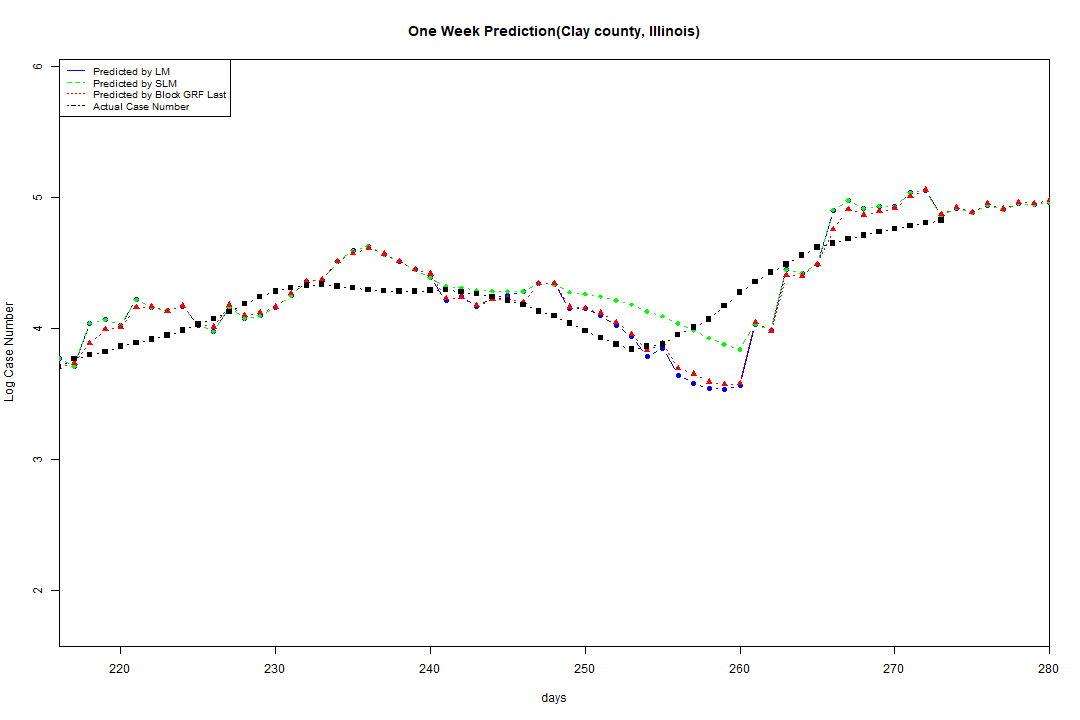 One Week Prediction(Clay county, Illinois)
Predicted by LM
Predicted by SLM
Predicted by Block GRF Last
Actual Case Number
6
5
4
3
2
Log Case Number
220 230 240 250 260 270 280
days